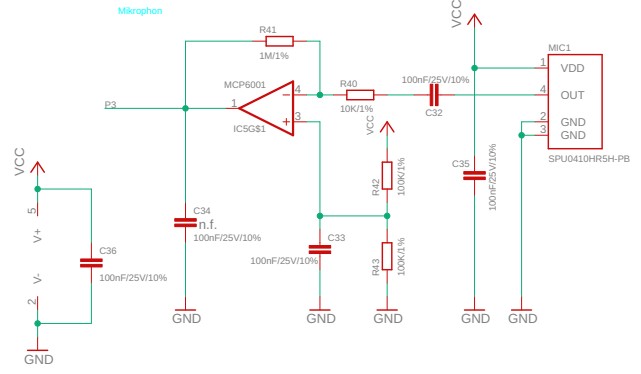 Mikrophon
VCC
R41
1M/1%
MIC1
MCP6001
4
R40
10K/1%
100nF/25V/10%
C32
1
VDD
4
OUT
2
GND
3
GND
SPU0410HR5H-PB
P3
1
3
IC5G$1
VCC
R42
100K/1%
C35
100nF/25V/10%
VCC
5
V+
V-
2
C36
100nF/25V/10%
GND
C34
n.f.
100nF/25V/10%
C33
100nF/25V/10%
R43
100K/1%
GND
GND
GND
GND
GND